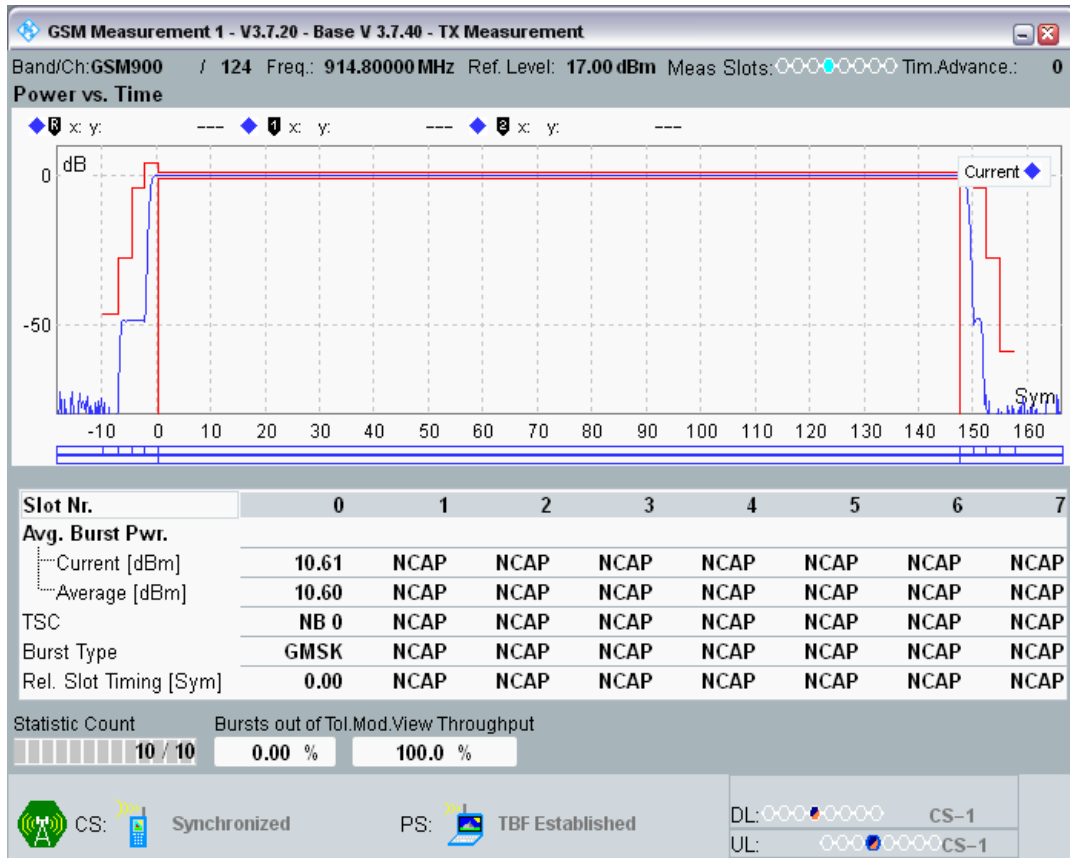 GSM Measurement 1 - V3.7.20 - Base V 3.7.40 - TX Measurement
Band/Ch:GSM900 / 124 Freq.: 914.80000 MHz Ref. Level: 17.00 dBm Meas Slots: Tim.Advance.: 0
Power vs. Time
R x: y: --- 1 x: y: --- 2 x: y: ---
dB
Current
0
-50
Sym
-10 0 10 20 30 40 50 60 70 80 90 100 110 120 130 140 150 160
Slot Nr. 0 1 2 3 4 5 6 7
Avg. Burst Pwr.
Current [dBm] 10.61 NCAP NCAP NCAP NCAP NCAP NCAP NCAP
Average [dBm] 10.60 NCAP NCAP NCAP NCAP NCAP NCAP NCAP
TSC NB 0 NCAP NCAP NCAP NCAP NCAP NCAP NCAP
Burst Type GMSK NCAP NCAP NCAP NCAP NCAP NCAP NCAP
Rel. Slot Timing [Sym] 0.00 NCAP NCAP NCAP NCAP NCAP NCAP NCAP
Statistic Count Bursts out of Tol.Mod.View Throughput
10 / 10 0.00 % 100.0 %
CS: Synchronized PS: TBF Established
DL: CS-1
UL: CS-1